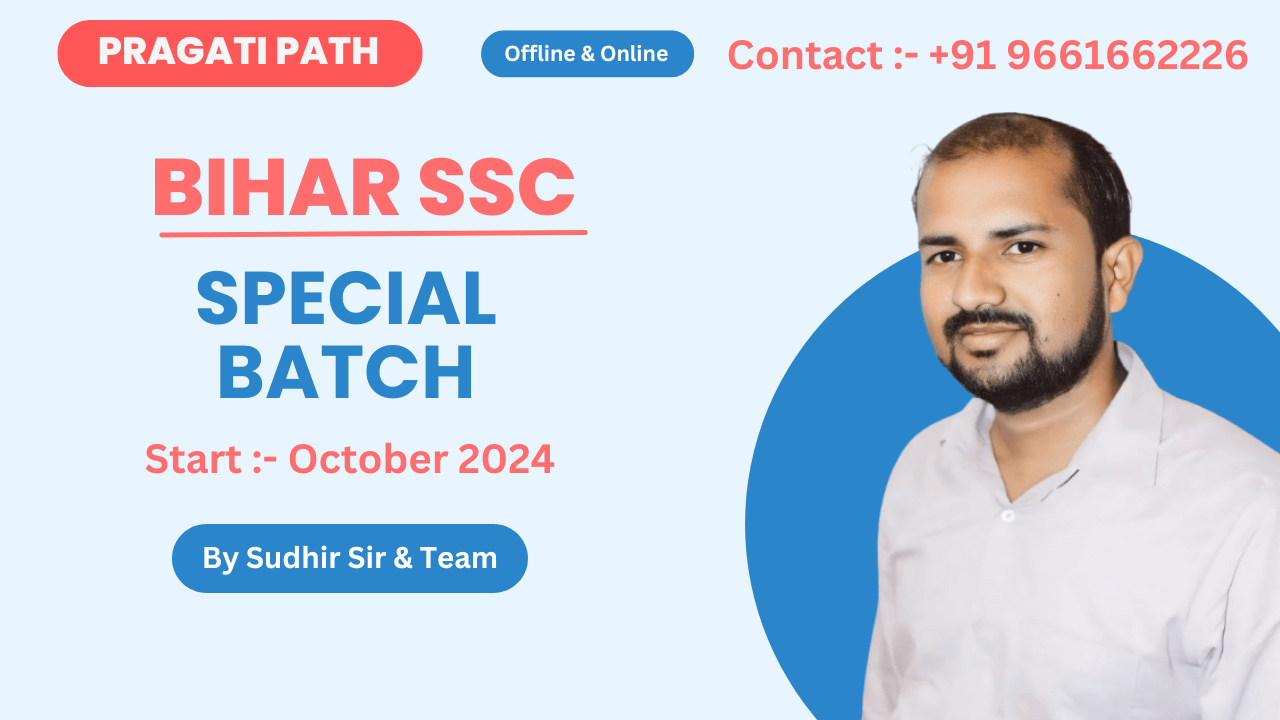 PRAGATI PATH
Offline & Online
Contact :- +91 9661662226
BIHAR SSC
SPECIAL
BATCH
Start :- October 2024
By Sudhir Sir & Team